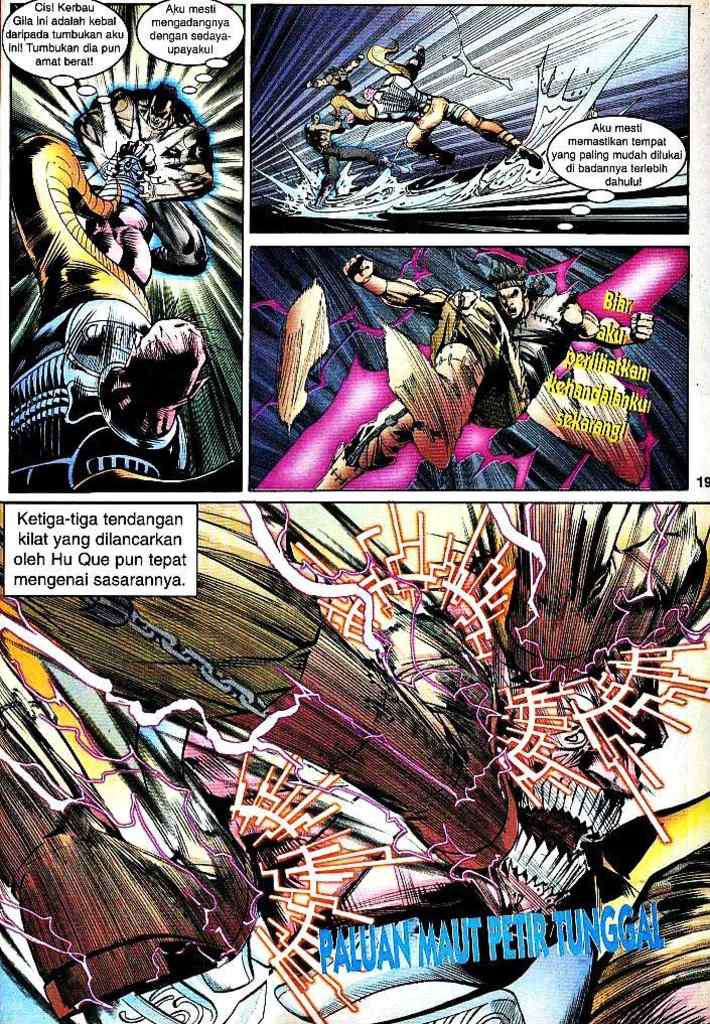 Cis! Kerbau
Gila ini adalah kebal
daripada tumbukan aku
ini! Tumbukan dia pun
amat berat!
Aku mesti
mengadangnya
dengan sedaya-
upayaku!
Aku mesti
memastikan tempat
yang paling mudah dilukai
di badannya terlebih
dahulu!
Biar
aku
perlihatkan
kehandalanku
sekarang!
19
Ketiga-tiga tendangan
kilat yang dilancarkan
oleh Hu Que pun tepat
mengenai sasarannya.
PALUAN MAUT PETIR TUNGGAL